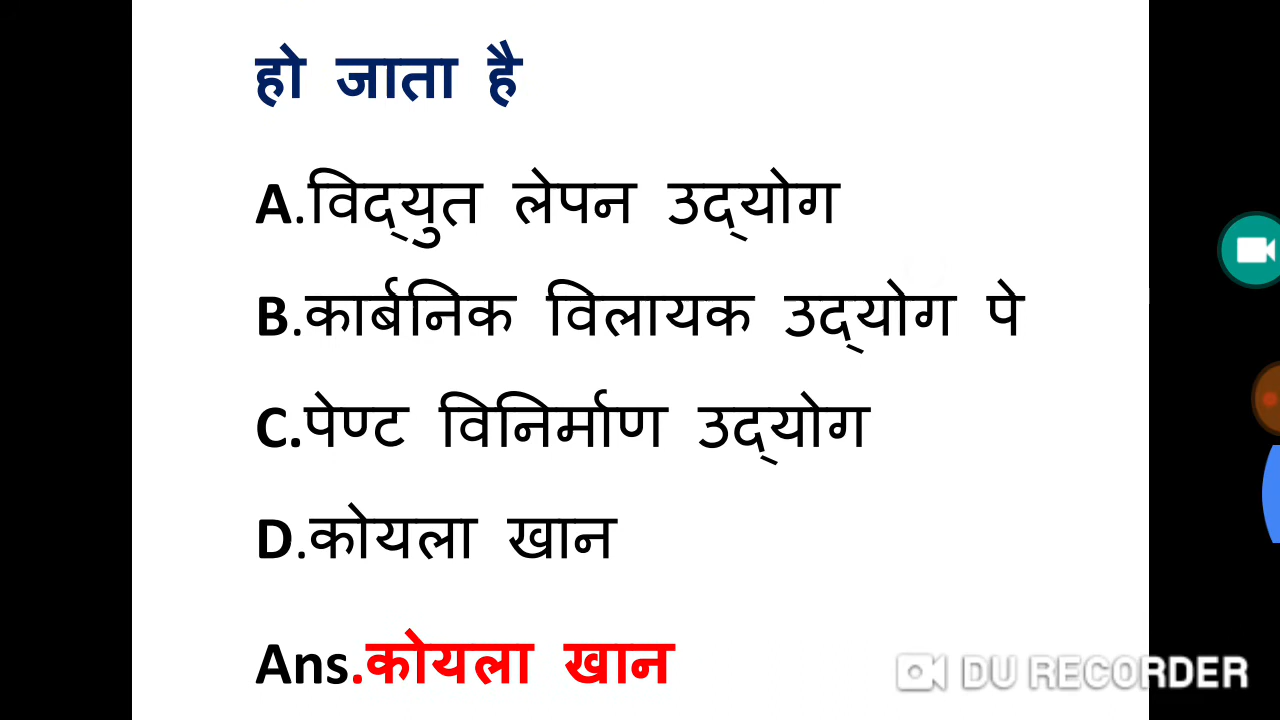 हो जाता है
A.विद्युत लेपन उद्योग
B.कार्बनिक विलायक उद्योग पे
C.पेण्ट विनिर्माण उद्योग
D.कोयला खान
Ans.कोयला खान
DU RECORDER